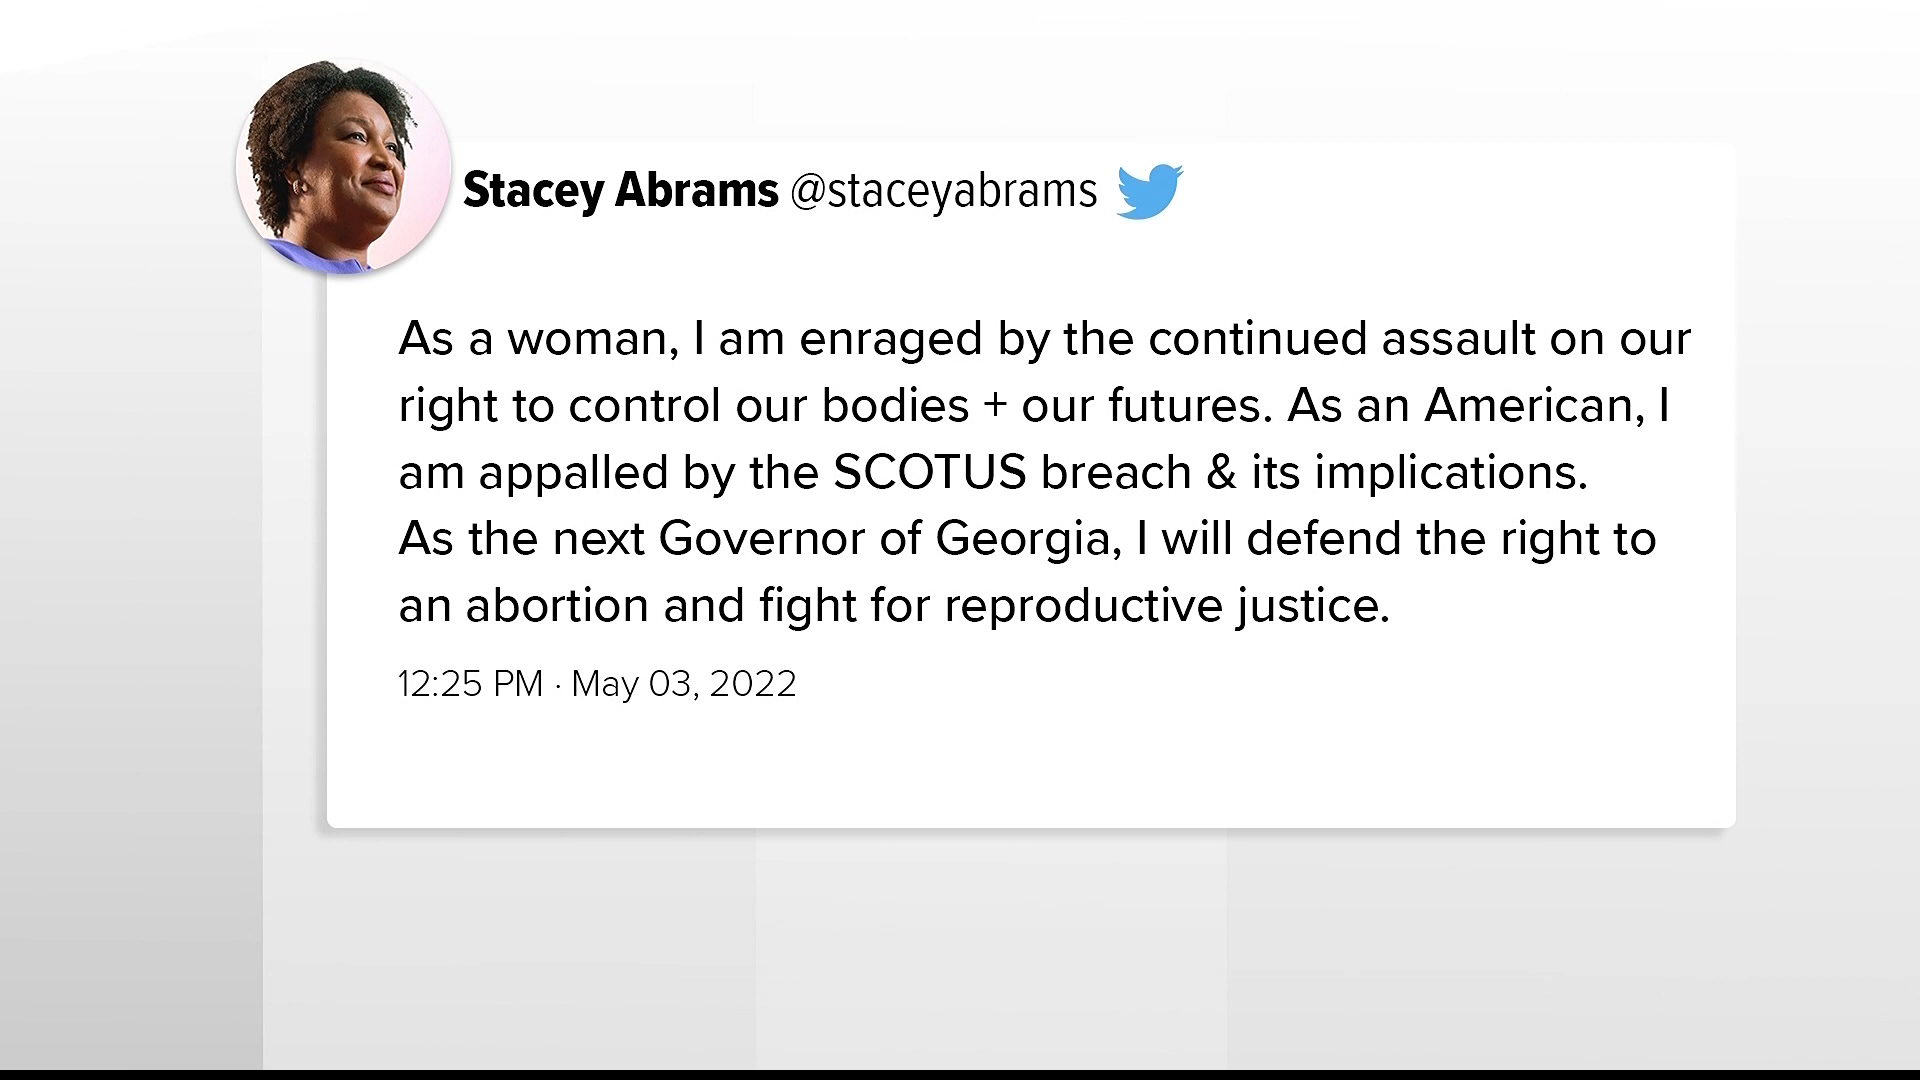 Stacey Abrams @staceyabrams
As a woman, I am enraged by the continued assault on our
right to control our bodies + our futures. As an American, I
am appalled by the SCOTUS breach & its implications.
As the next Governor of Georgia, I will defend the right to
an abortion and fight for reproductive justice.
12:25 PM · May 03, 2022